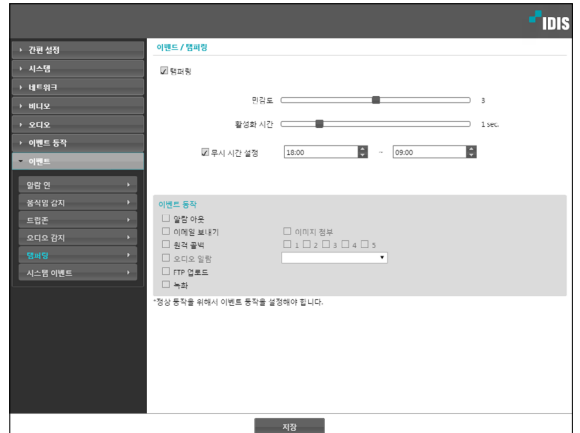 IDIS
간편 설정
시스템
네트워크
비디오
오디오
이벤트 동작
이벤트
알람 인
움직임 감지
트립존
오디오 감지
탬퍼링
시스템 이벤트
이벤트 / 탬퍼링
탬퍼링
민감도 3
활성화 시간 1 sec.
무시 시간 설정 18:00 ~ 09:00
이벤트 동작
알람 아웃
이메일 보내기 이미지 첨부
원격 콜백 1 2 3 4 5
오디오 알람
FTP 업로드
녹화
*정상 동작을 위해서 이벤트 동작을 설정해야 합니다.
저장